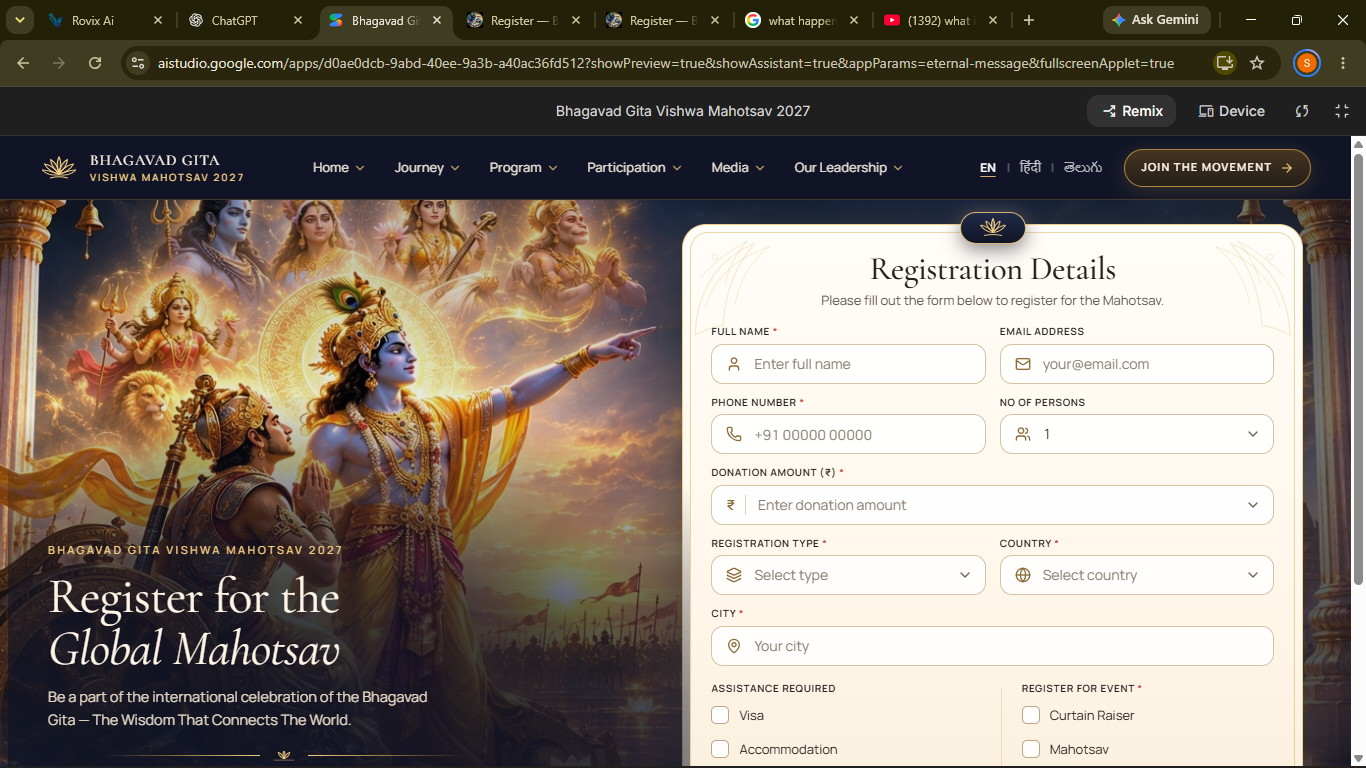 Rovix Ai
ChatGPT
Bhagavad Gi
Register — B
Register — B
what happen
(1392) what i
Ask Gemini
aistudio.google.com/apps/d0ae0dcb-9abd-40ee-9a3b-a40ac36fd512?showPreview=true&showAssistant=true&appParams=eternal-message&fullscreenApplet=true
S
Bhagavad Gita Vishwa Mahotsav 2027
Remix
Device
BHAGAVAD GITA
VISHWA MAHOTSAV 2027
Home
Journey
Program
Participation
Media
Our Leadership
EN
हिंदी
తెలుగు
JOIN THE MOVEMENT
BHAGAVAD GITA VISHWA MAHOTSAV 2027
Register for the
Global Mahotsav
Be a part of the international celebration of the Bhagavad
Gita — The Wisdom That Connects The World.
Registration Details
Please fill out the form below to register for the Mahotsav.
FULL NAME *
Enter full name
EMAIL ADDRESS
your@email.com
PHONE NUMBER *
+91 00000 00000
NO OF PERSONS
1
DONATION AMOUNT (₹) *
₹ Enter donation amount
REGISTRATION TYPE *
Select type
COUNTRY *
Select country
CITY *
Your city
ASSISTANCE REQUIRED
Visa
Accommodation
REGISTER FOR EVENT *
Curtain Raiser
Mahotsav